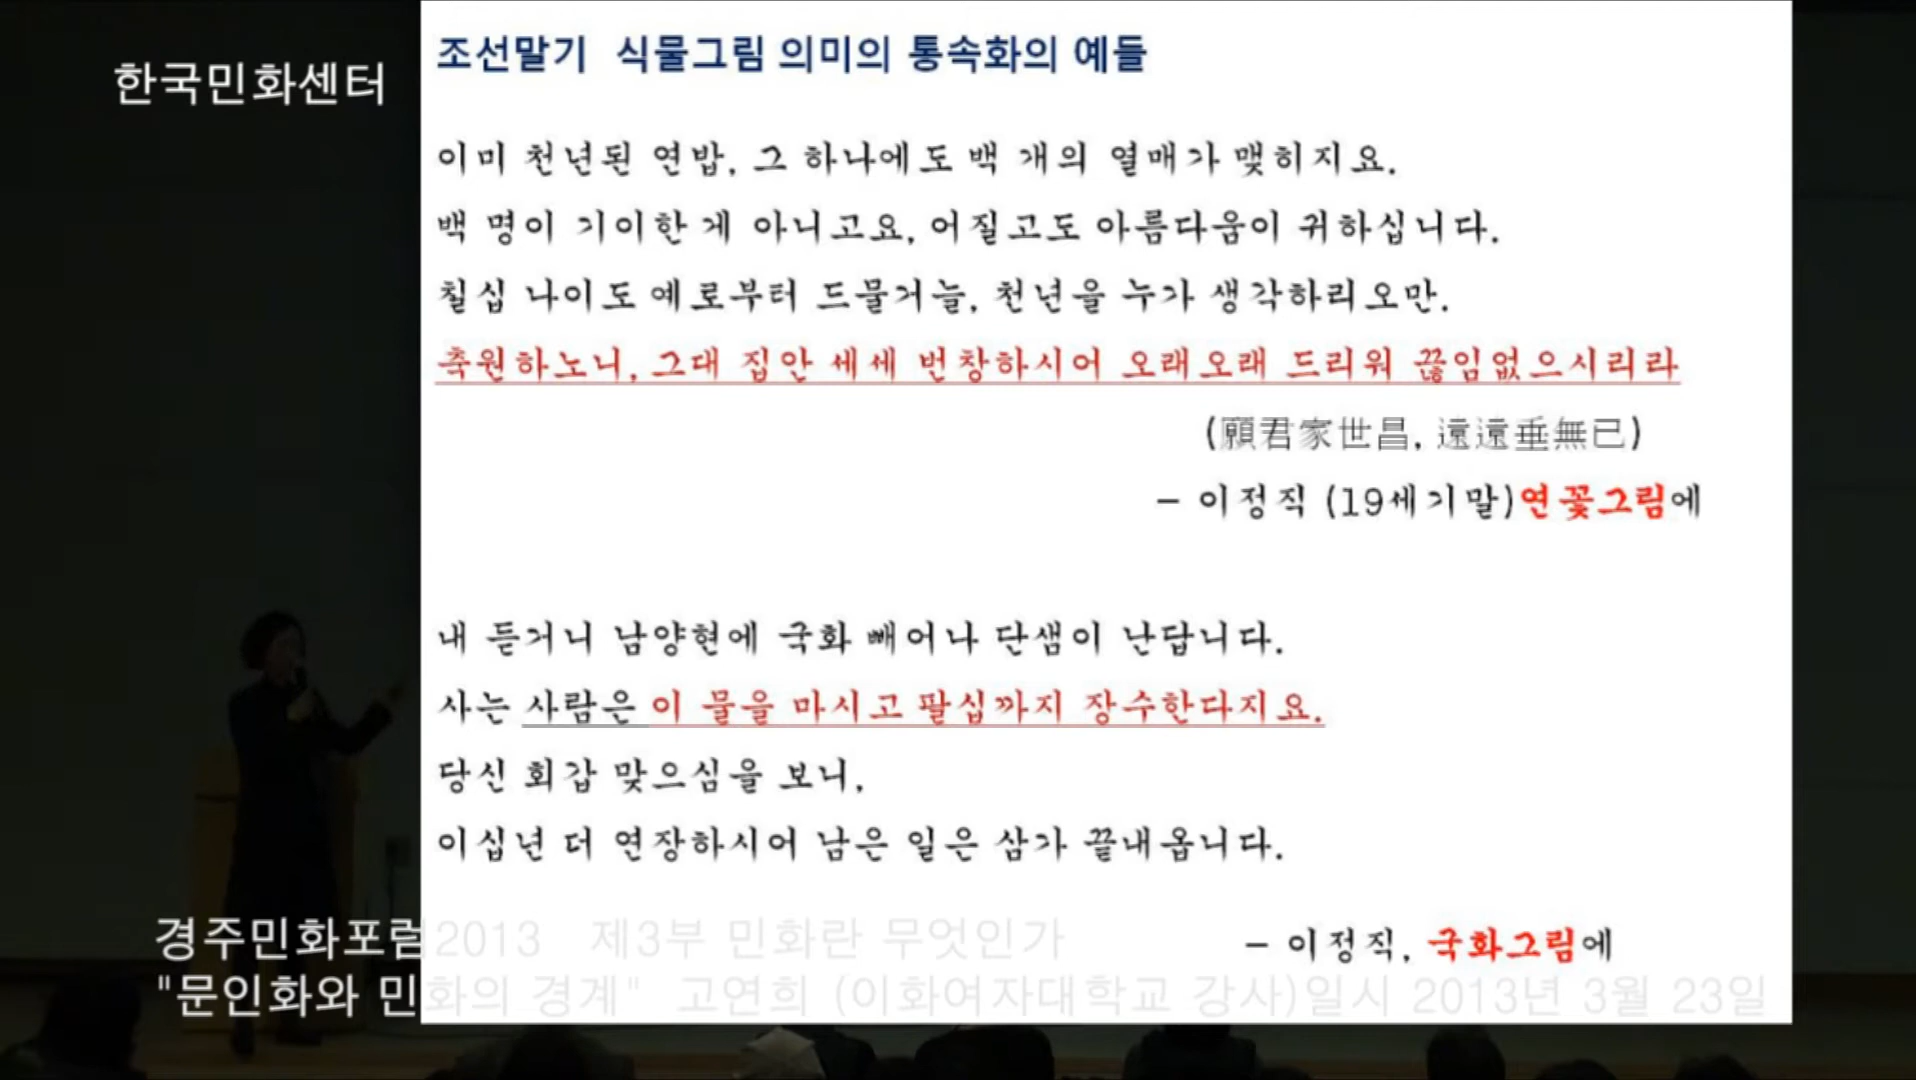 한국민화센터
조선말기 식물그림 의미의 통속화의 예들
이미 천년된 연밥, 그 하나에도 백 개의 열매가 맺히지요.
백 명이 기이한 게 아니고요, 어질고도 아름다움이 귀하십니다.
칠십 나이도 예로부터 드물거늘, 천년을 누가 생각하리오만.
축원하노니, 그대 집안 세세 번창하시어 오래오래 드리워 끊임없으시리라
(願君家世昌, 遠遠垂無已)
– 이정직 (19세기말)연꽃그림에
내 듣거니 남양현에 국화 빼어나 단샘이 난답니다.
사는 사람은 이 물을 마시고 팔십까지 장수한다지요.
당신 회갑 맞으심을 보니,
이십년 더 연장하시어 남은 일은 삼가 끝내옵니다.
– 이정직, 국화그림에
경주민화포럼2013 제3부 민화란 무엇인가
"문인화와 민화의 경계" 고연희 (이화여자대학교 강사)일시 2013년 3월 23일